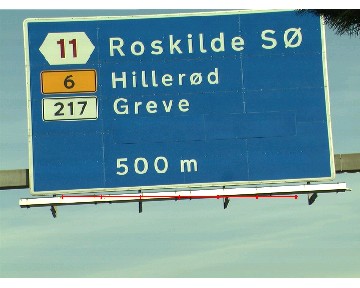 11 Roskilde SØ
6 Hillerød
217 Greve
500 m